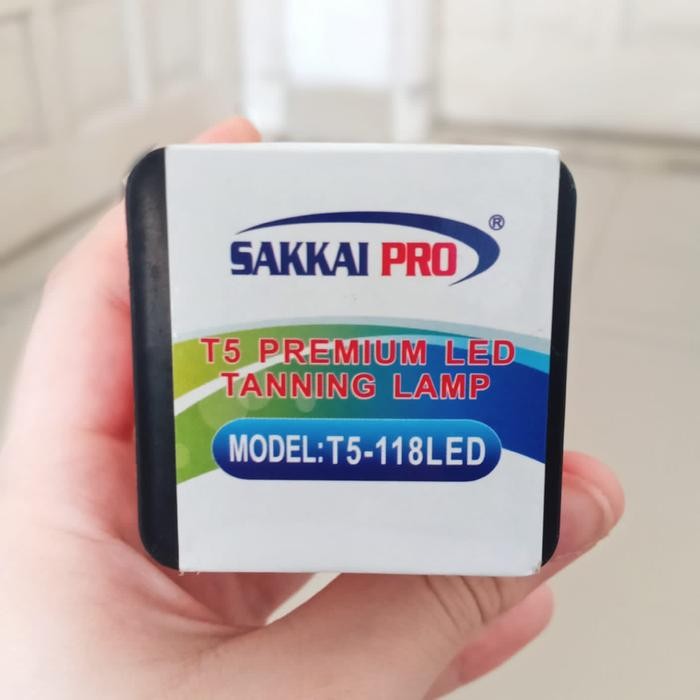 SAKKAI PRO®
T5 PREMIUM LED
TANNING LAMP
MODEL:T5-118LED